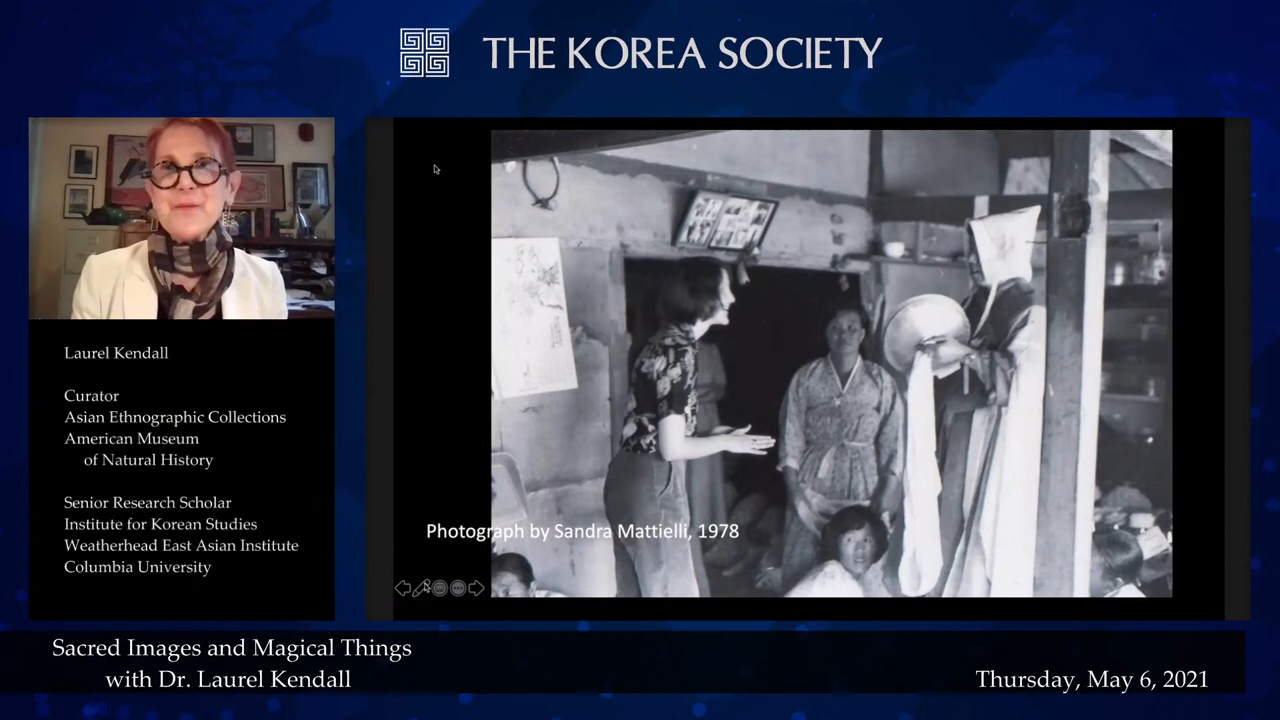 THE KOREA SOCIETY
Laurel Kendall
Curator
Asian Ethnographic Collections
American Museum
of Natural History
Senior Research Scholar
Institute for Korean Studies
Weatherhead East Asian Institute
Columbia University
Photograph by Sandra Mattielli, 1978
Sacred Images and Magical Things
with Dr. Laurel Kendall
Thursday, May 6, 2021